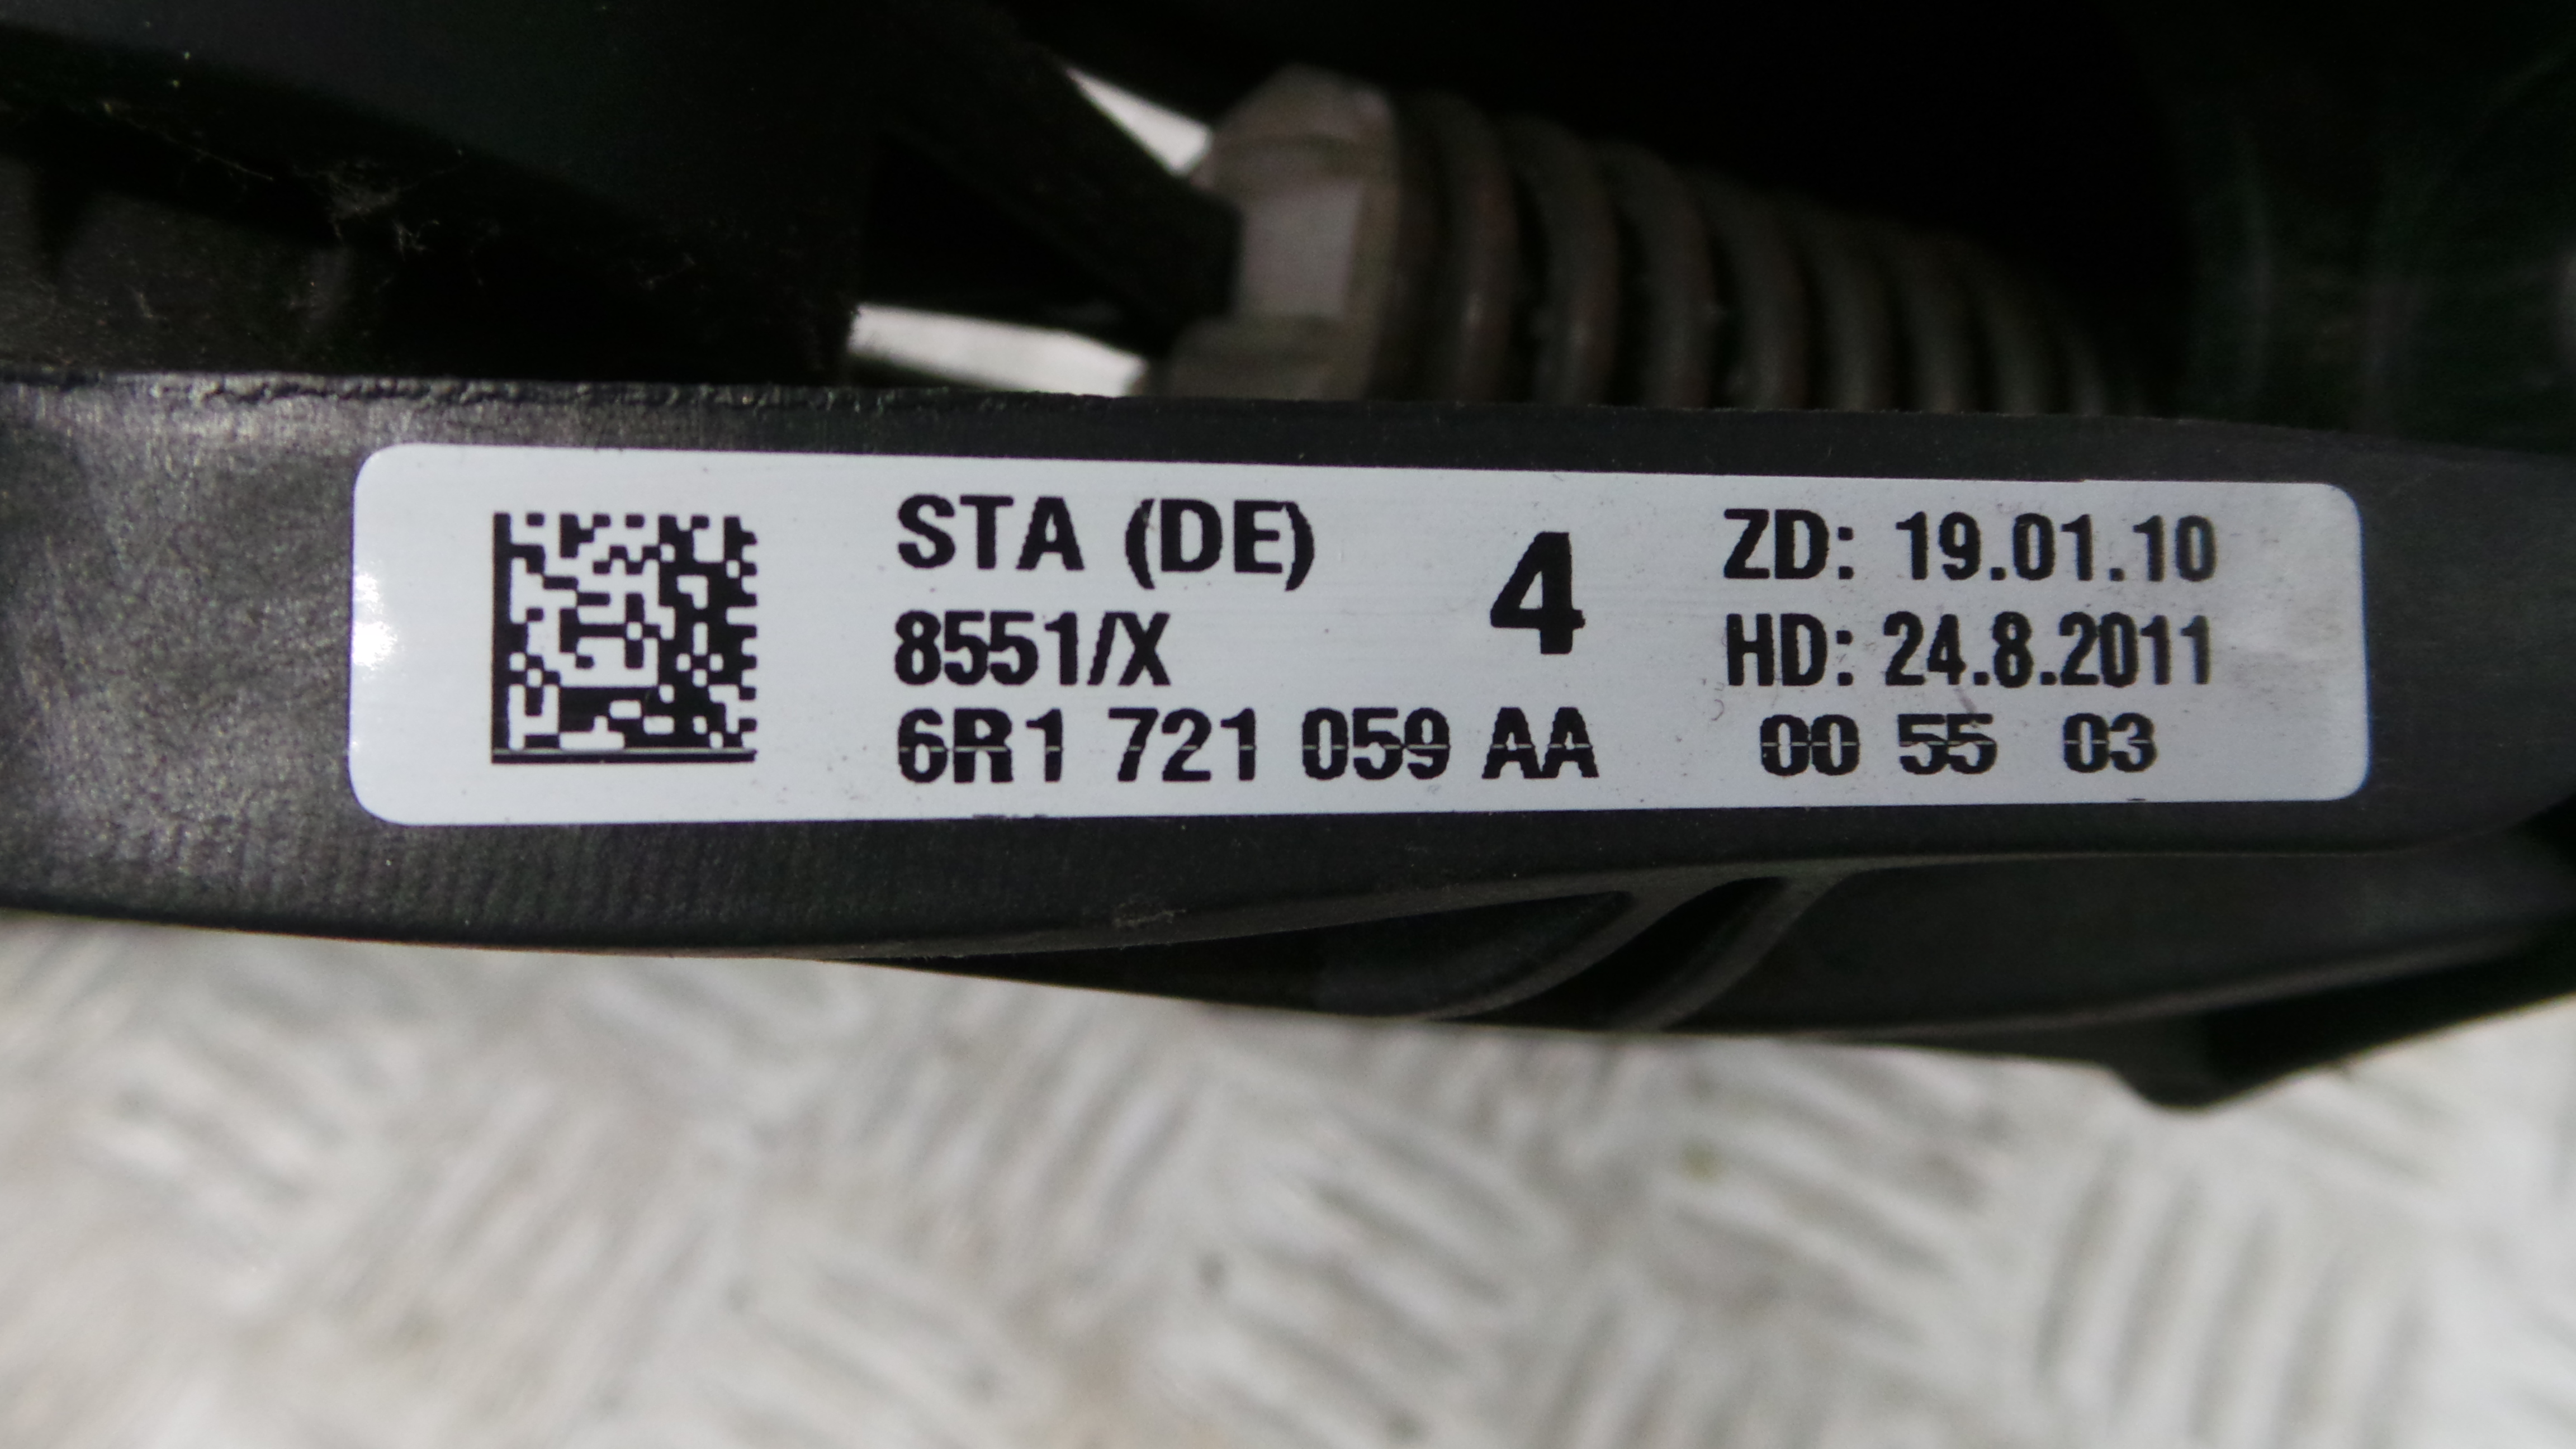 STA (DE)
8551/X
6R1 721 059 AA
4
ZD: 19.01.10
HD: 24.8.2011
00 55 03